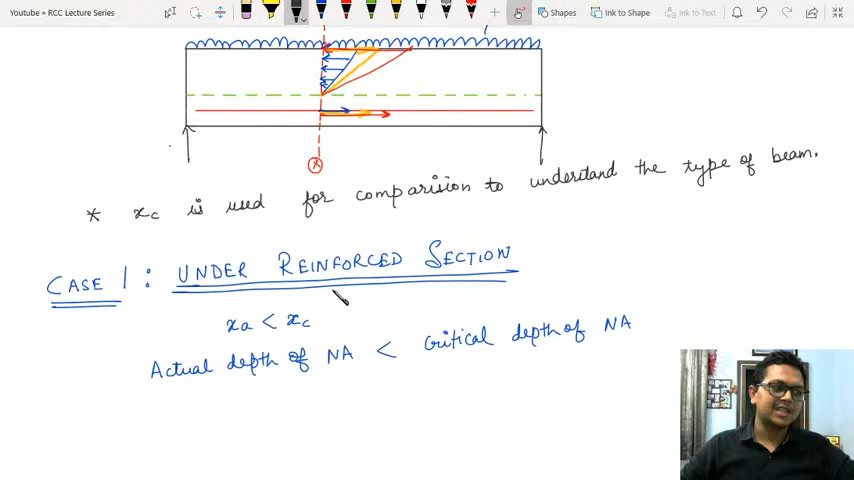 Youtube » RCC Lecture Series
Shapes
Ink to Shape
Ink to Text
x
* xc is used for comparision to understand the type of beam.
CASE 1 : UNDER REINFORCED SECTION
xa < xc
Actual depth of NA < Critical depth of NA